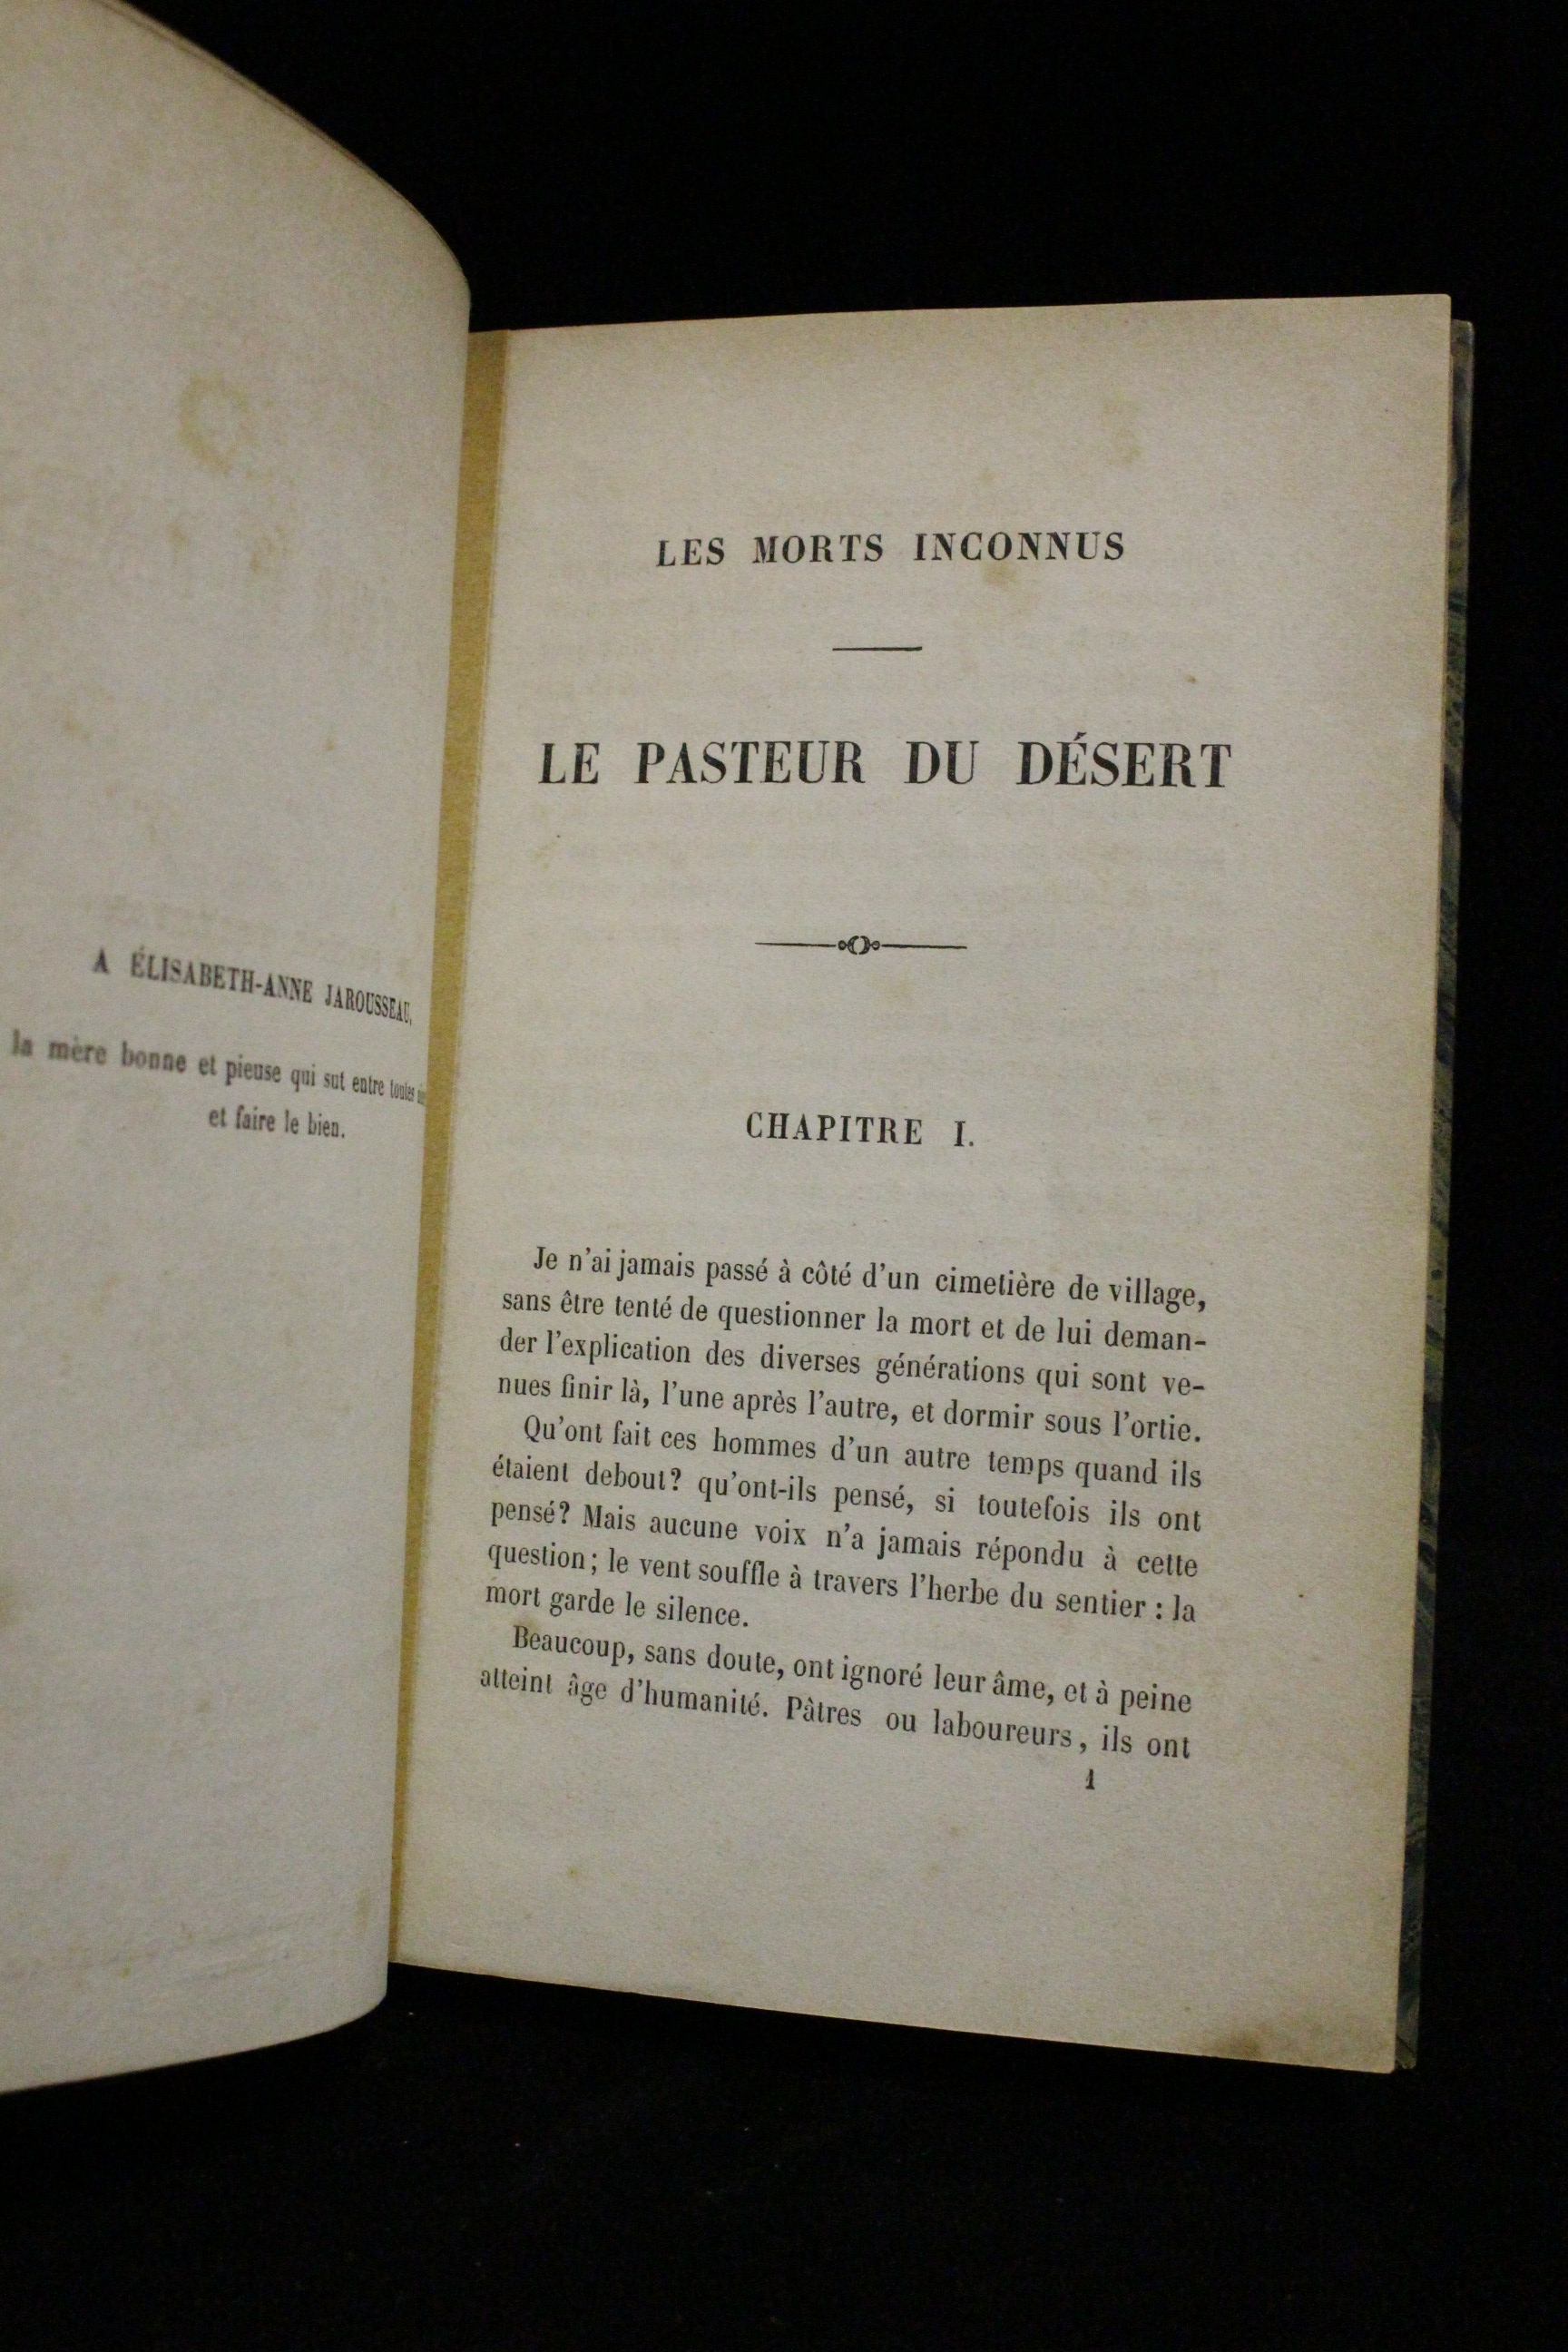 A ÉLISABETH-ANNE JAROUSSEAU,
la mère bonne et pieuse qui sut entre toutes
et faire le bien.
LES MORTS INCONNUS
LE PASTEUR DU DÉSERT
CHAPITRE I.
Je n'ai jamais passé à côté d'un cimetière de village,
sans être tenté de questionner la mort et de lui deman-
der l'explication des diverses générations qui sont ve-
nues finir là, l'une après l'autre, et dormir sous l'ortie.
Qu'ont fait ces hommes d'un autre temps quand ils
étaient debout? qu'ont-ils pensé, si toutefois ils ont
pensé? Mais aucune voix n'a jamais répondu à cette
question; le vent souffle à travers l'herbe du sentier : la
mort garde le silence.
Beaucoup, sans doute, ont ignoré leur âme, et à peine
atteint âge d'humanité. Pâtres ou laboureurs, ils ont
1